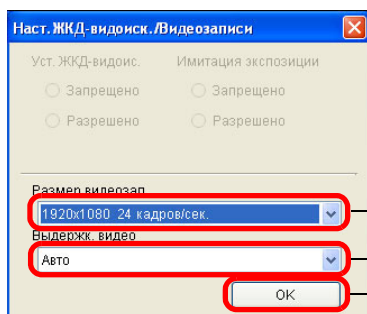 Наст. ЖКД-видоиск./Видеозаписи
Уст. ЖКД-видоис. Имитация экспозиции
Запрещено Запрещено
Разрешено Разрешено
Размер видеозап.
1920x1080 24 кадров/сек.
Выдержк. видео
Авто
OK